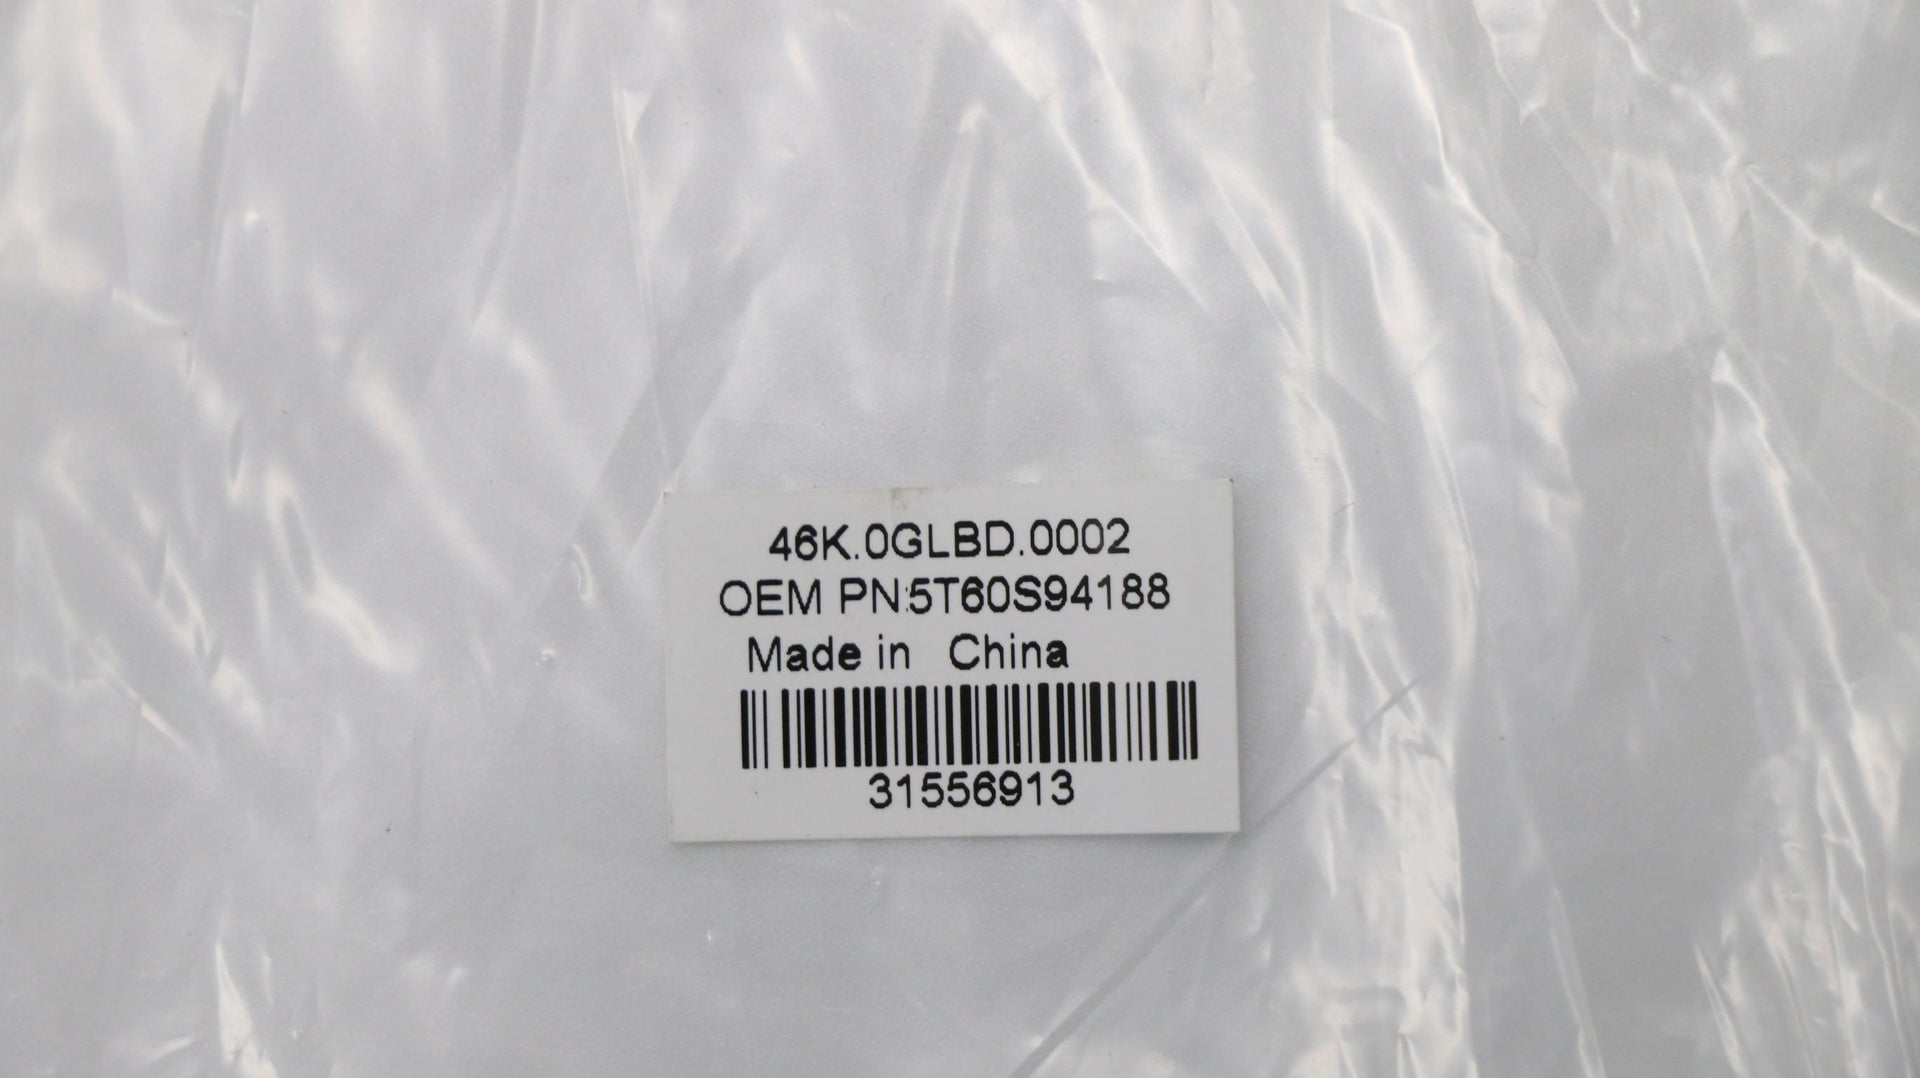 46K.0GLBD.0002
OEM PN:5T60S94188
Made in China
31556913